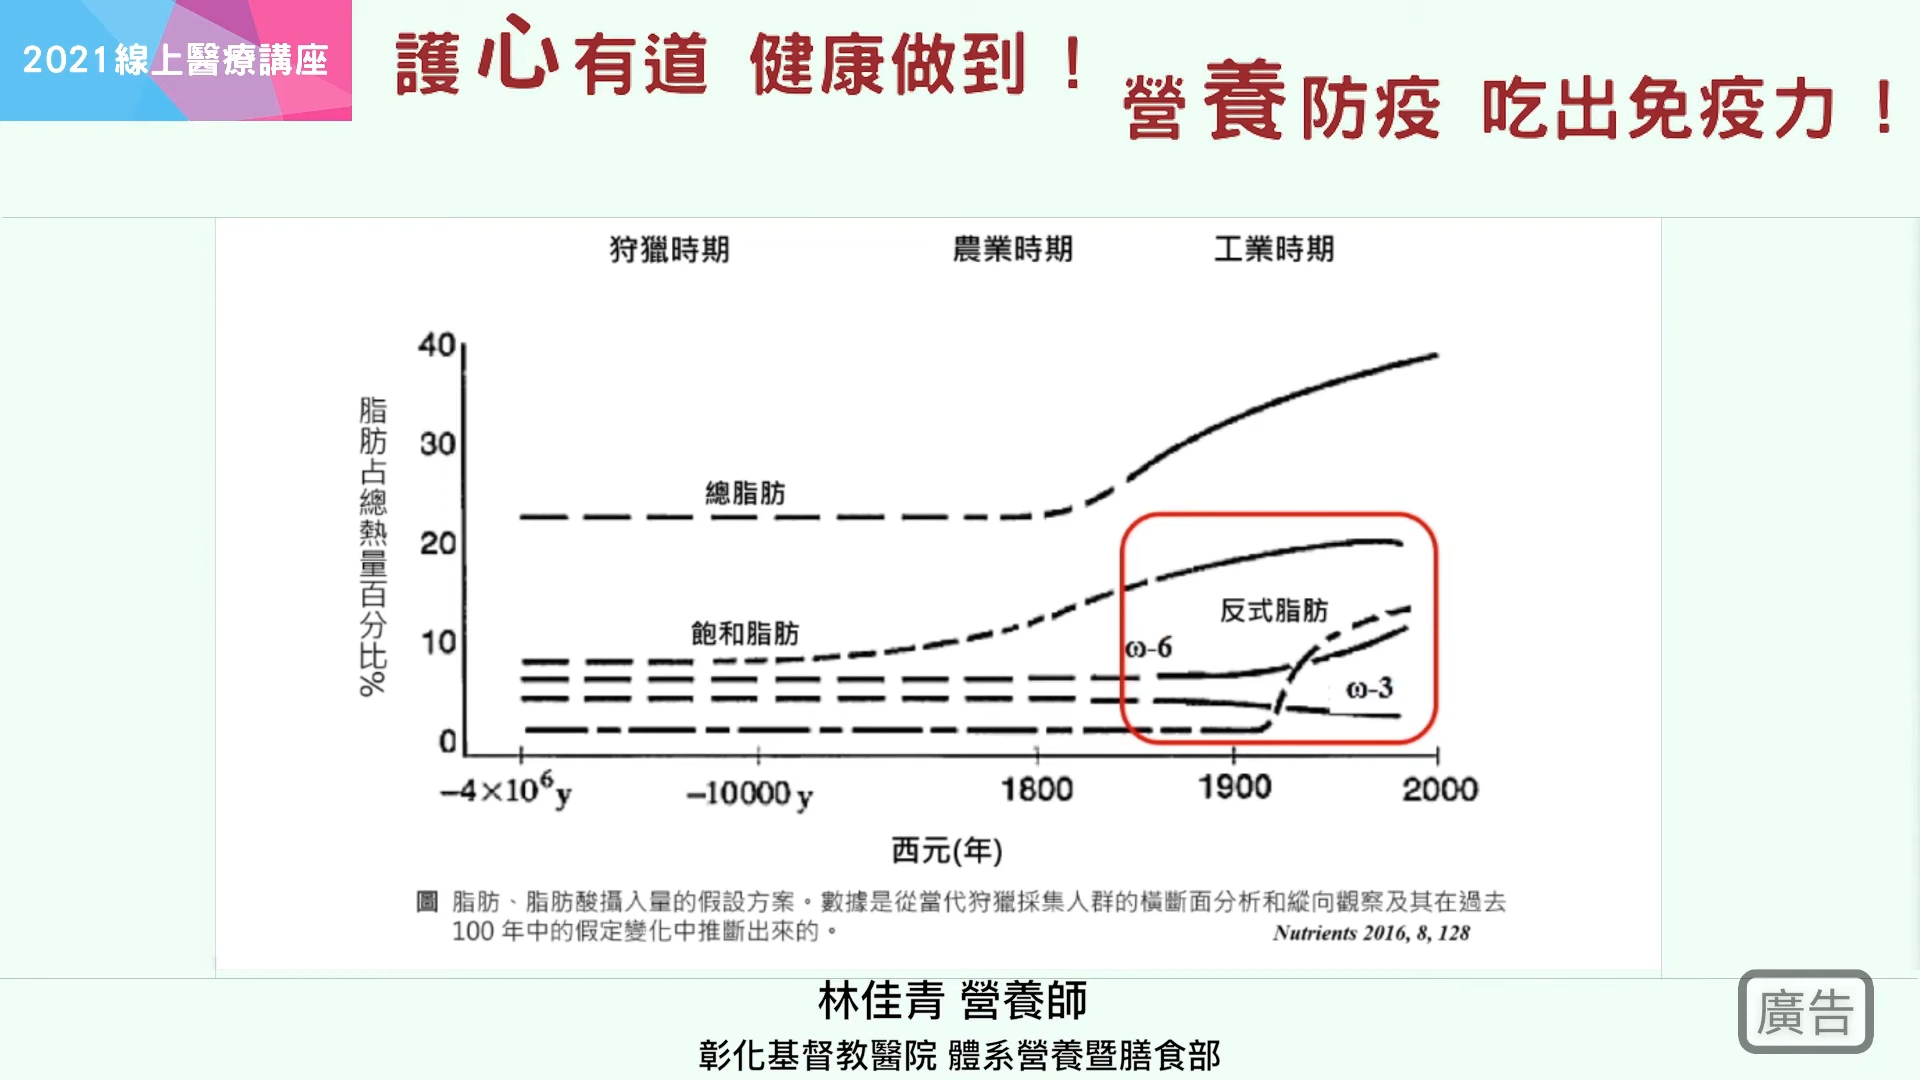 2021線上醫療講座
護心有道 健康做到！
營養防疫 吃出免疫力！
狩獵時期 農業時期 工業時期
脂肪占總熱量百分比%
40
30
20
10
0
總脂肪
飽和脂肪
反式脂肪
ω-6
ω-3
−4×10⁶y −10000 y 1800 1900 2000
西元(年)
圖 脂肪、脂肪酸攝入量的假設方案。數據是從當代狩獵採集人群的橫斷面分析和縱向觀察及其在過去
100 年中的假定變化中推斷出來的。
Nutrients 2016, 8, 128
林佳青 營養師
彰化基督教醫院 體系營養暨膳食部
廣告